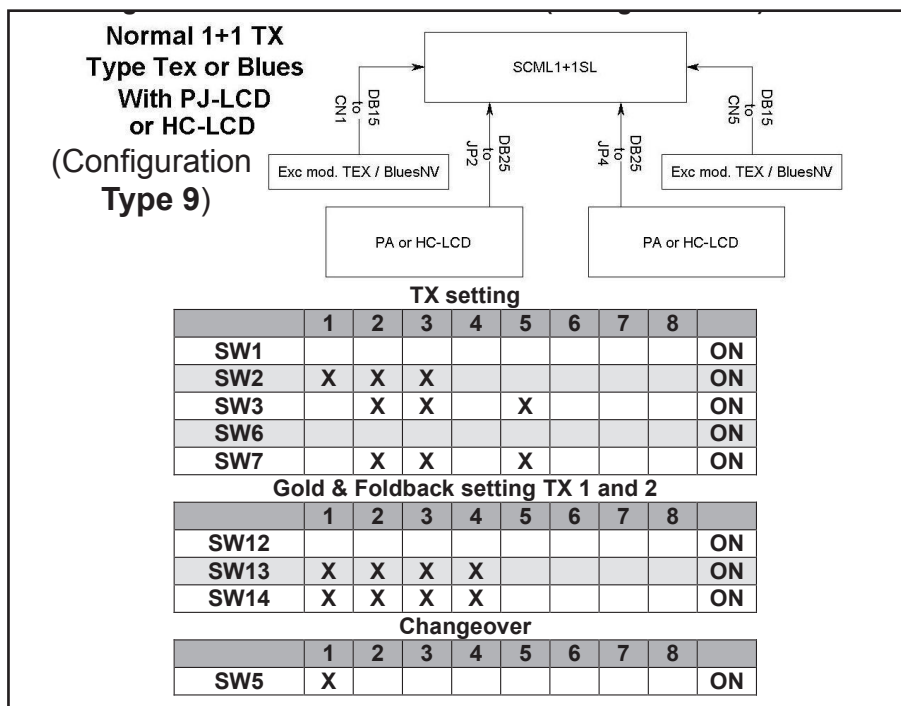 Normal 1+1 TX
Type Tex or Blues
With PJ-LCD
or HC-LCD
(Configuration
Type 9)
SCML1+1SL
DB15
to
CN1
DB25
to
JP2
DB25
to
JP4
DB15
to
CN5
Exc mod. TEX / BluesNV
Exc mod. TEX / BluesNV
PA or HC-LCD
PA or HC-LCD
TX setting
1 2 3 4 5 6 7 8
SW1 ON
SW2 X X X ON
SW3 X X X ON
SW6 ON
SW7 X X X ON
Gold & Foldback setting TX 1 and 2
1 2 3 4 5 6 7 8
SW12 ON
SW13 X X X X ON
SW14 X X X X ON
Changeover
1 2 3 4 5 6 7 8
SW5 X ON